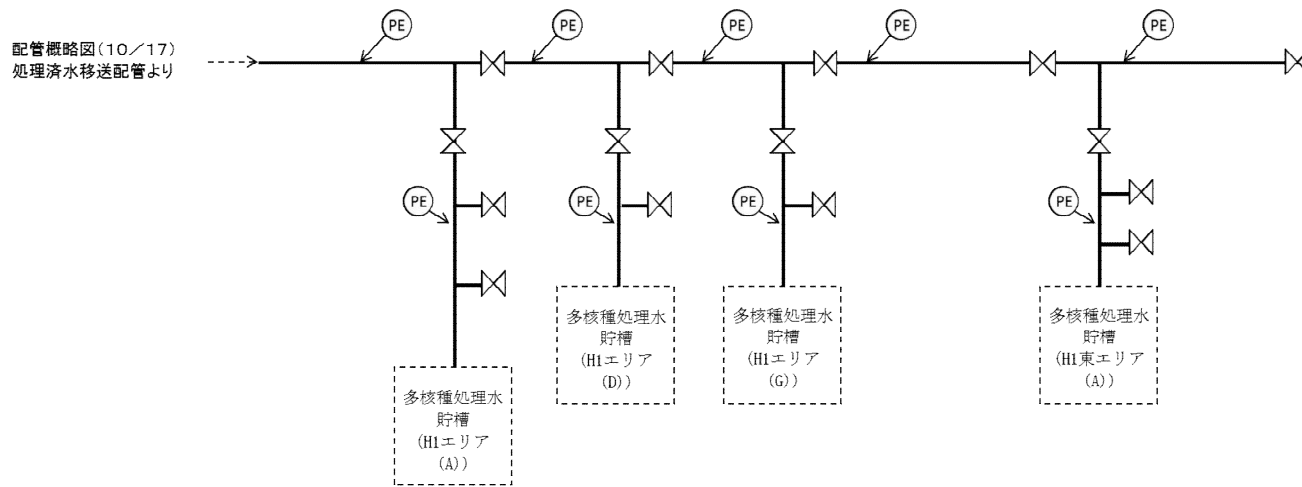 PE
PE
PE
PE
PE
配管概略図(10/17)
処理済水移送配管より
PE
PE
PE
PE
多核種処理水
貯槽
(H1エリア
(A))
多核種処理水
貯槽
(H1エリア
(D))
多核種処理水
貯槽
(H1エリア
(G))
多核種処理水
貯槽
(H1東エリア
(A))